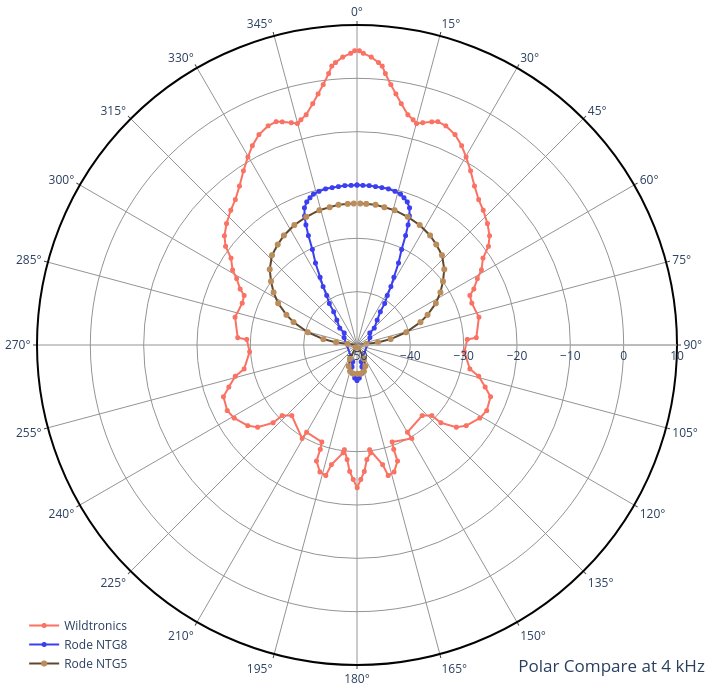 0°
345° 15°
330° 30°
315° 45°
300° 60°
285° 75°
270° −50 −40 −30 −20 −10 0 10 90°
255° 105°
240° 120°
225° 135°
210° 150°
195° 165°
180°
Wildtronics
Rode NTG8
Rode NTG5
Polar Compare at 4 kHz